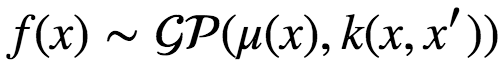 f(x) ∼ 𝒢𝒫(μ(x), k(x, x′))